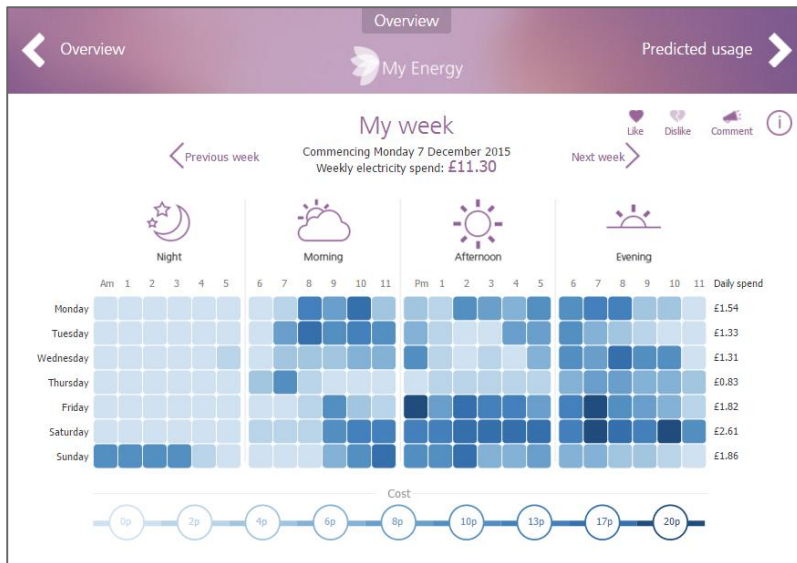 Overview
Overview
My Energy
Predicted usage
My week
Like Dislike Comment i
Previous week
Commencing Monday 7 December 2015
Next week
Weekly electricity spend: £11.30
Night Morning Afternoon Evening
Am 1 2 3 4 5 6 7 8 9 10 11 Pm 1 2 3 4 5 6 7 8 9 10 11 Daily spend
Monday £1.54
Tuesday £1.33
Wednesday £1.31
Thursday £0.83
Friday £1.82
Saturday £2.61
Sunday £1.86
Cost
0p 2p 4p 6p 8p 10p 13p 17p 20p